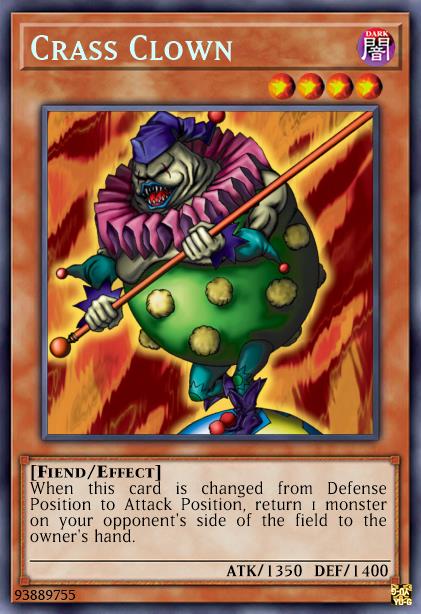 CRASS CLOWN
DARK
闇
[FIEND/EFFECT]
When this card is changed from Defense
Position to Attack Position, return 1 monster
on your opponent's side of the field to the
owner's hand.
ATK/1350 DEF/1400
93889755